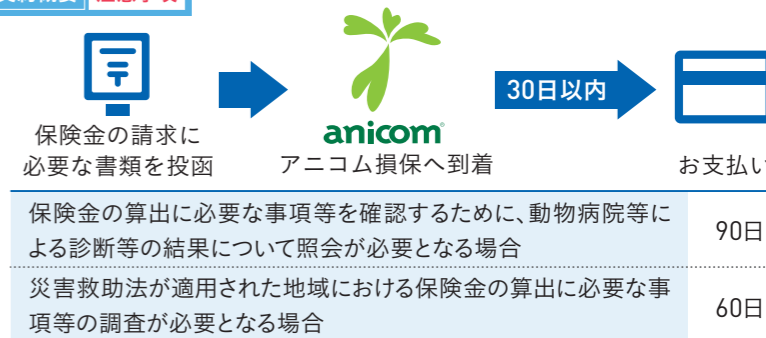 保険金の請求に
必要な書類を投函
anicom
アニコム損保へ到着
30日以内
お支払い
保険金の算出に必要な事項等を確認するために、動物病院等に
よる診断等の結果について照会が必要となる場合
90日
災害救助法が適用された地域における保険金の算出に必要な事
項等の調査が必要となる場合
60日